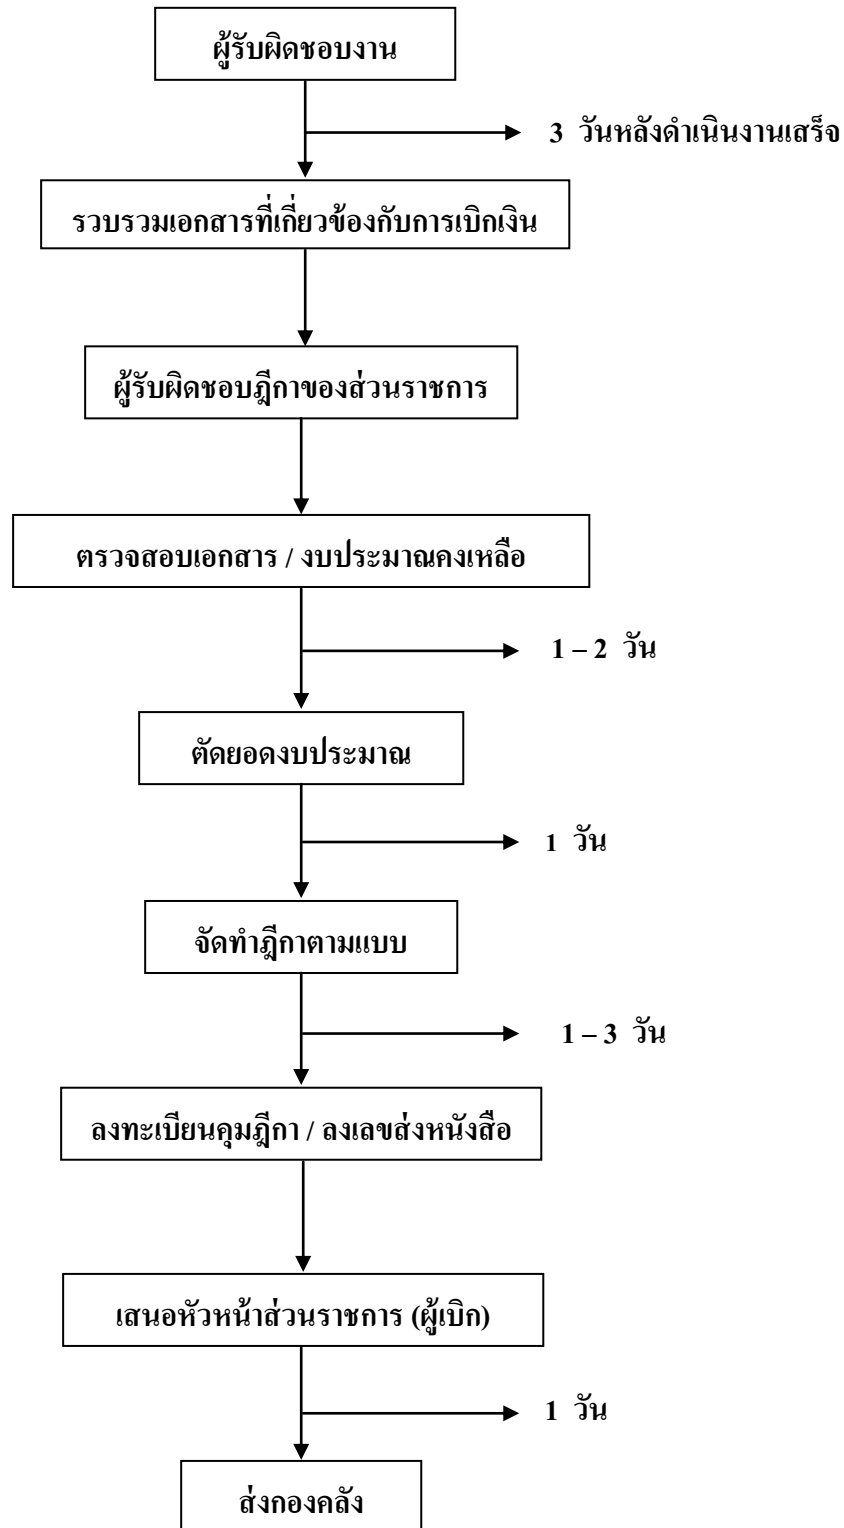 ผู้รับผิดชอบงาน
3 วันหลังดำเนินงานเสร็จ
รวบรวมเอกสารที่เกี่ยวข้องกับการเบิกเงิน
ผู้รับผิดชอบฎีกาของส่วนราชการ
ตรวจสอบเอกสาร / งบประมาณคงเหลือ
1 – 2 วัน
ตัดยอดงบประมาณ
1 วัน
จัดทำฎีกาตามแบบ
1 – 3 วัน
ลงทะเบียนคุมฎีกา / ลงเลขส่งหนังสือ
เสนอหัวหน้าส่วนราชการ (ผู้เบิก)
1 วัน
ส่งกองคลัง